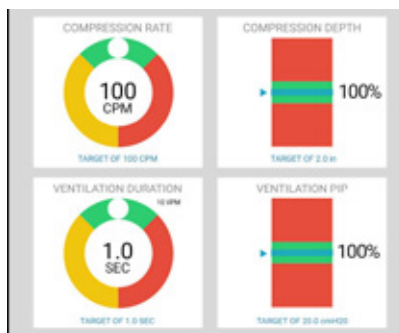 COMPRESSION RATE
100
CPM
TARGET OF 100 CPM
COMPRESSION DEPTH
100%
TARGET OF 2.0 in
VENTILATION DURATION
10 VPM
1.0
SEC
TARGET OF 1.0 SEC
VENTILATION PIP
100%
TARGET OF 20.0 cmH20